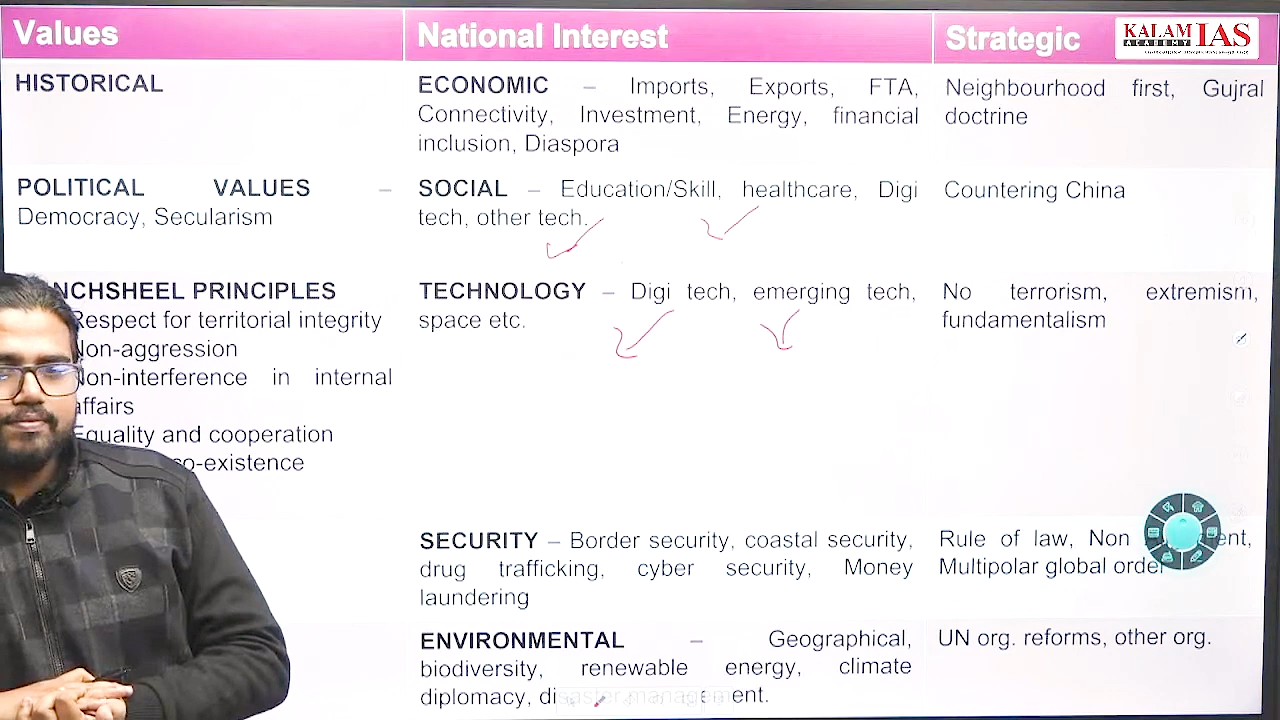 Values
National Interest
Strategic
KALAM IAS
ACADEMY
HISTORICAL
ECONOMIC – Imports, Exports, FTA,
Connectivity, Investment, Energy, financial
inclusion, Diaspora
Neighbourhood first, Gujral
doctrine
POLITICAL VALUES –
Democracy, Secularism
SOCIAL – Education/Skill, healthcare, Digi
tech, other tech.
Countering China
NCHSHEEL PRINCIPLES
Respect for territorial integrity
Non-aggression
Non-interference in internal
affairs
Equality and cooperation
co-existence
TECHNOLOGY – Digi tech, emerging tech,
space etc.
No terrorism, extremism,
fundamentalism
SECURITY – Border security, coastal security,
drug trafficking, cyber security, Money
laundering
Rule of law, Non ent,
Multipolar global order
ENVIRONMENTAL – Geographical,
biodiversity, renewable energy, climate
diplomacy, disaster management.
UN org. reforms, other org.